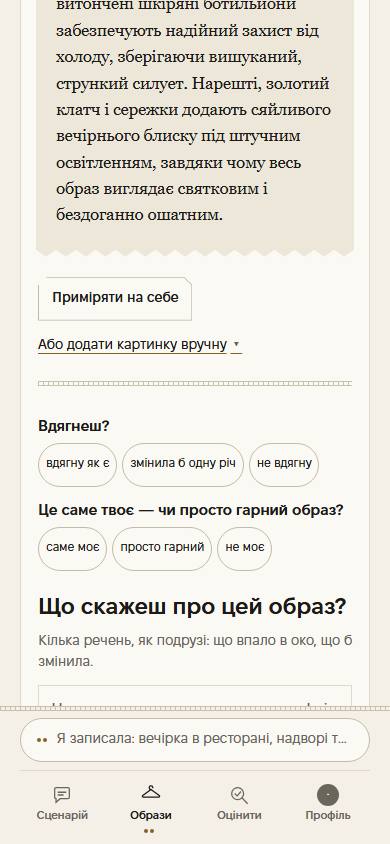 витончені шкіряні ботильйони
забезпечують надійний захист від
холоду, зберігаючи вишуканий,
стрункий силует. Нарешті, золотий
клатч і сережки додають сяйливого
вечірнього блиску під штучним
освітленням, завдяки чому весь
образ виглядає святковим і
бездоганно ошатним.
Приміряти на себе
Або додати картинку вручну ▾
Вдягнеш?
вдягну як є
змінила б одну річ
не вдягну
Це саме твоє — чи просто гарний образ?
саме моє
просто гарний
не моє
Що скажеш про цей образ?
Кілька речень, як подрузі: що впало в око, що б
змінила.
Я записала: вечірка в ресторані, надворі т...
Сценарій
Образи
Оцінити
Профіль